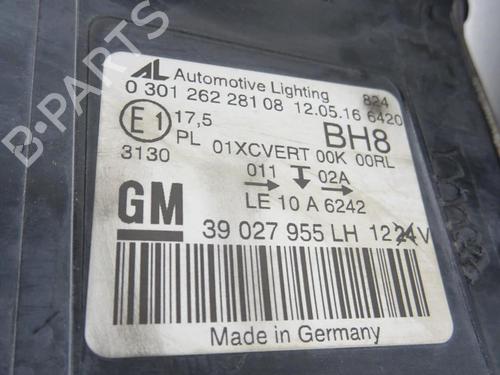 AL Automotive Lighting 824
0 301 262 281 08 12.05.16 6420
E1 17,5 BH8
PL 01XCVERT 00K 00RL
3130 011 02A
LE 10 A 6242
GM
39 027 955 LH 12 24V
Made in Germany
B-PARTS